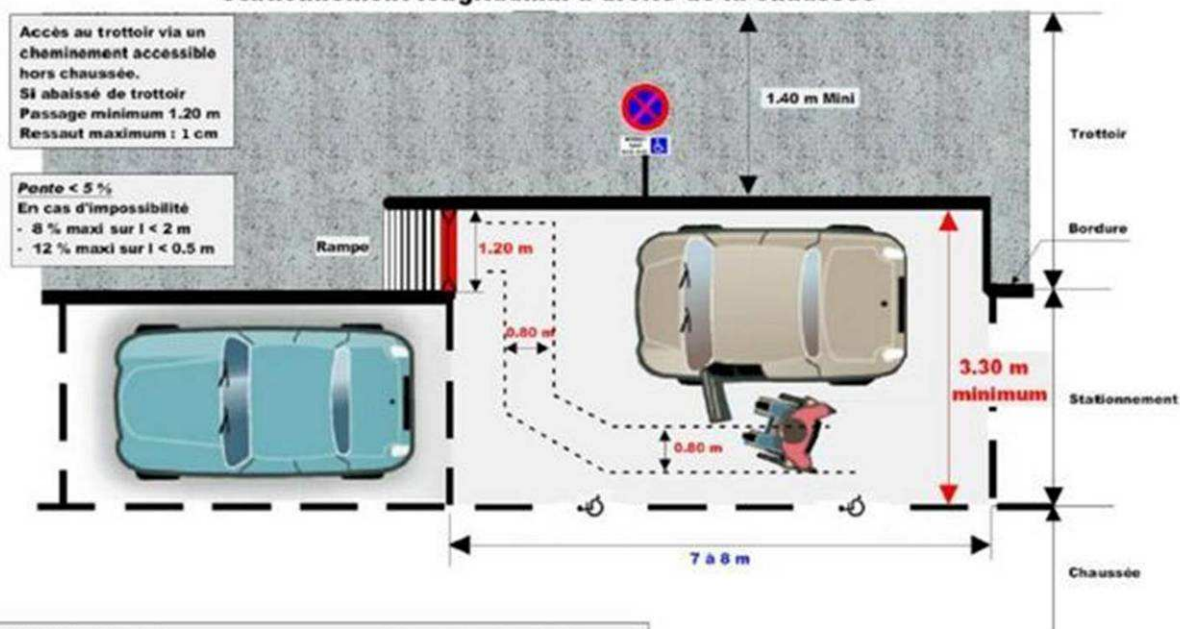 Accès au trottoir via un
cheminement accessible
hors chaussée.
Si abaissé de trottoir
Passage minimum 1.20 m
Ressaut maximum : 1 cm
1.40 m Mini
Trottoir
Pente < 5 %
En cas d'impossibilité
- 8 % maxi sur l < 2 m
- 12 % maxi sur l < 0.5 m
Rampe
1.20 m
Bordure
0.80 m
3.30 m
minimum
Stationnement
0.80 m
7 à 8 m
Chaussée